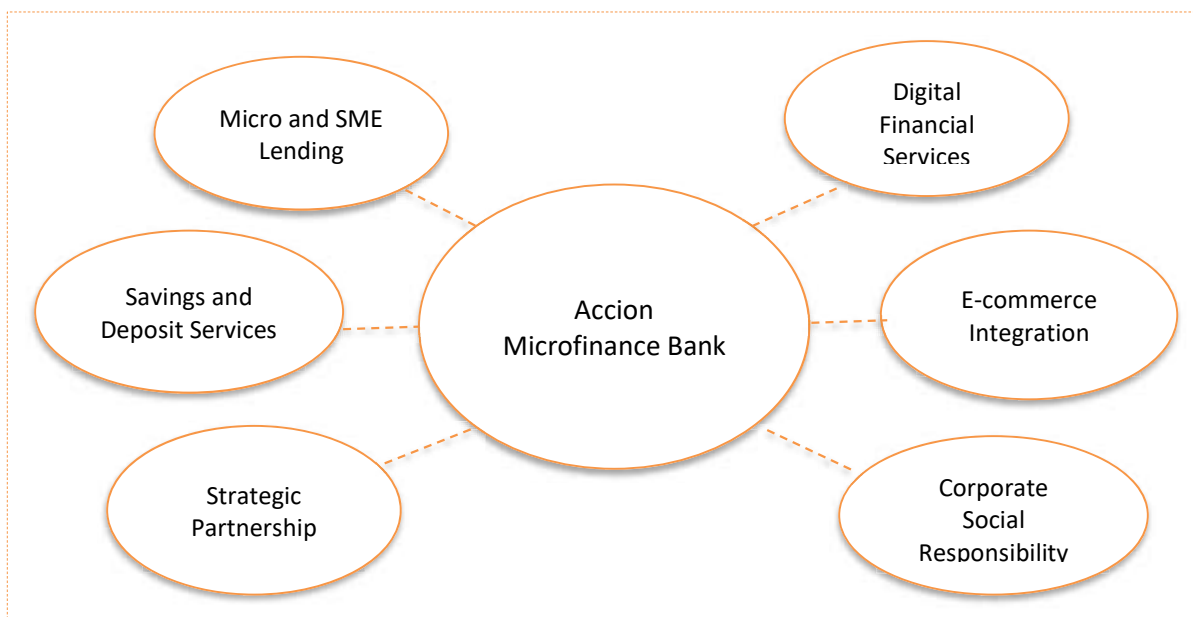 Micro and SME
Lending
Digital
Financial
Services
Savings and
Deposit Services
Accion
Microfinance Bank
E-commerce
Integration
Strategic
Partnership
Corporate
Social
Responsibility